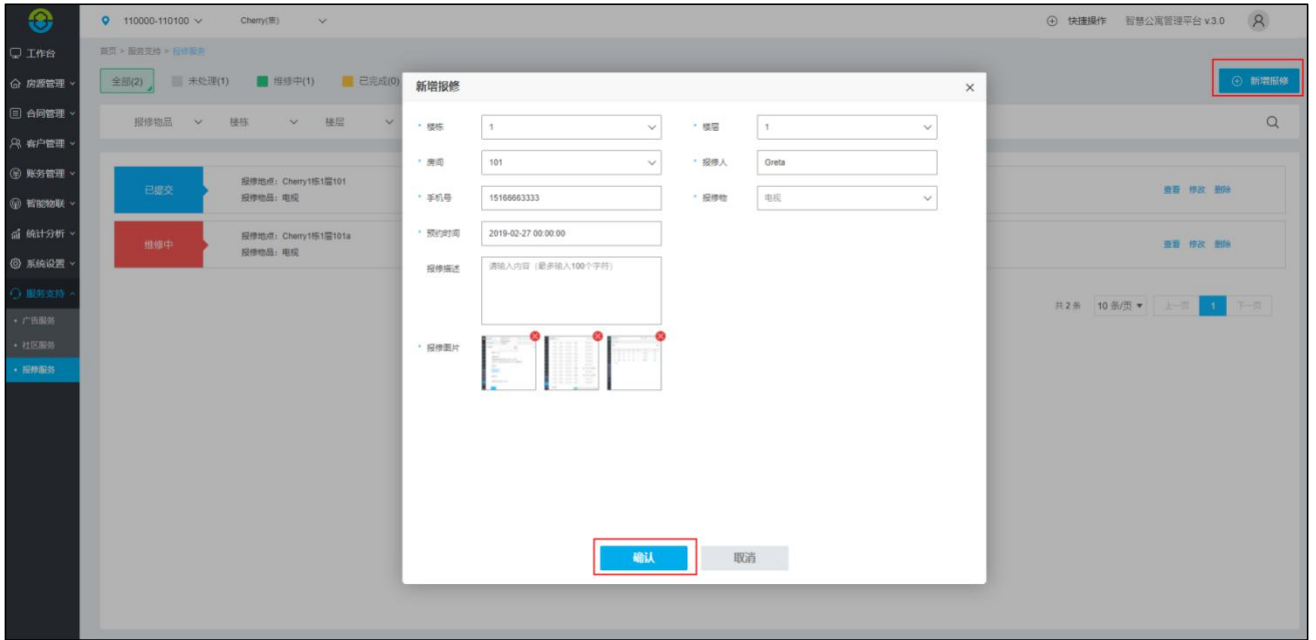 110000-110100 Cherry(集) 快捷操作 智慧公寓管理平台 v.3.0
工作台
房源管理
合同管理
客户管理
账务管理
智能物联
统计分析
系统设置
服务支持
• 广告服务
• 社区服务
• 报修服务
首页 > 服务支持 > 报修服务
全部(2) 未处理(1) 维修中(1) 已完成(0)
新增报修
报修物品 楼栋 楼层
已提交
报修地点：Cherry1栋1层101
报修物品：电视
查看 修改 删除
维修中
报修地点：Cherry1栋1层101a
报修物品：电视
查看 修改 删除
共 2 条 10 条/页 上一页 1 下一页
新增报修 ×
* 楼栋 1 * 楼层 1
* 房间 101 * 报修人 Greta
* 手机号 15166663333 * 报修物 电视
* 预约时间 2019-02-27 00:00:00
报修描述 请输入内容（最多输入100个字符）
* 报修图片
确认 取消